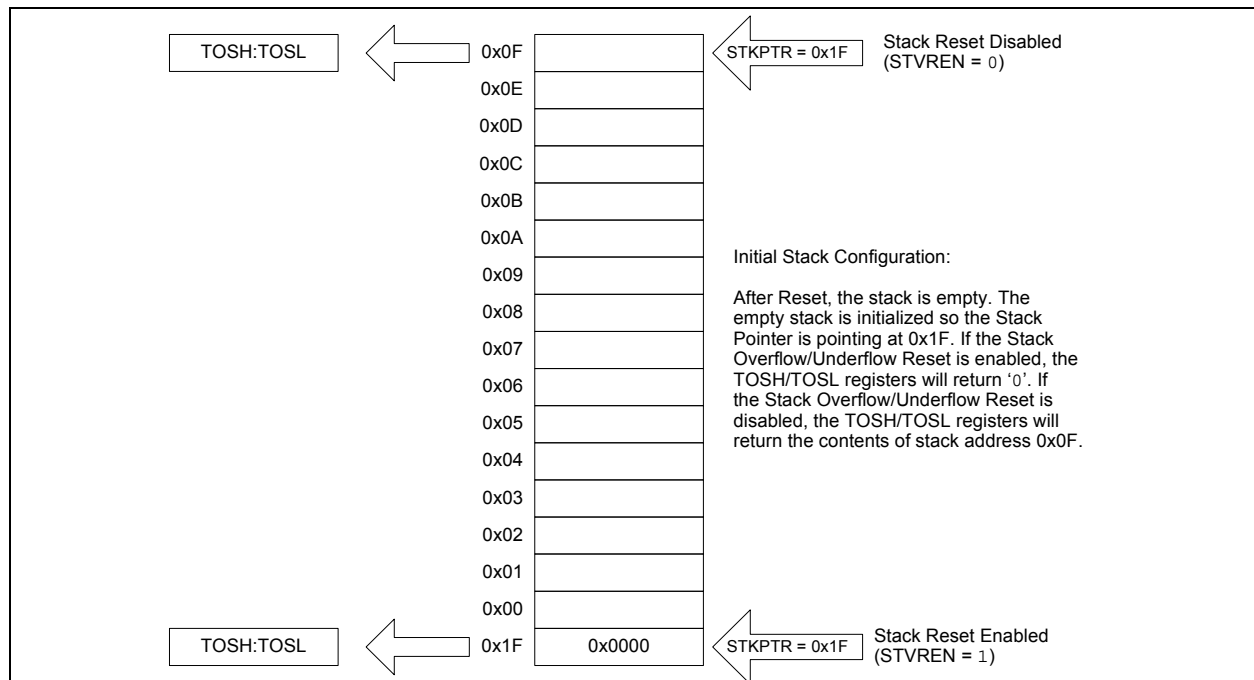 TOSH:TOSL
0x0F
STKPTR = 0x1F
Stack Reset Disabled
(STVREN = 0)
0x0E
0x0D
0x0C
0x0B
0x0A
0x09
0x08
0x07
0x06
0x05
0x04
0x03
0x02
0x01
0x00
Initial Stack Configuration:
After Reset, the stack is empty. The
empty stack is initialized so the Stack
Pointer is pointing at 0x1F. If the Stack
Overflow/Underflow Reset is enabled, the
TOSH/TOSL registers will return ‘0’. If
the Stack Overflow/Underflow Reset is
disabled, the TOSH/TOSL registers will
return the contents of stack address 0x0F.
TOSH:TOSL
0x1F
0x0000
STKPTR = 0x1F
Stack Reset Enabled
(STVREN = 1)